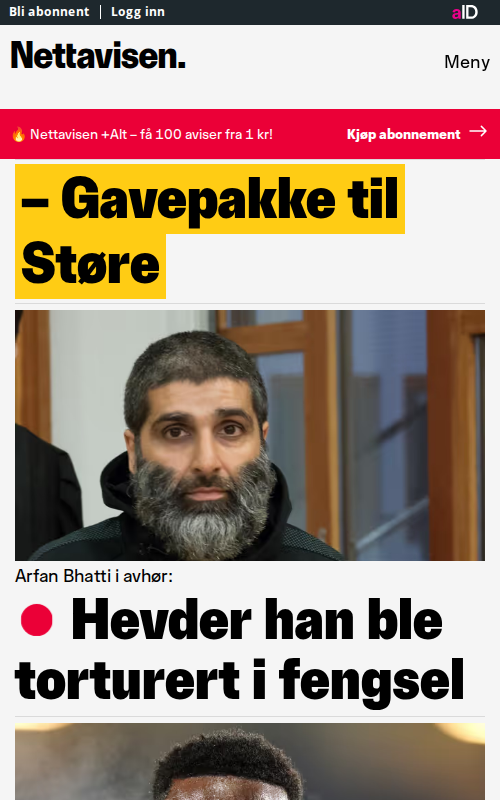 Bli abonnent | Logg inn
aID
Nettavisen.
Meny
🔥 Nettavisen +Alt – få 100 aviser fra 1 kr!
Kjøp abonnement →
– Gavepakke til
Støre
Arfan Bhatti i avhør:
Hevder han ble
torturert i fengsel